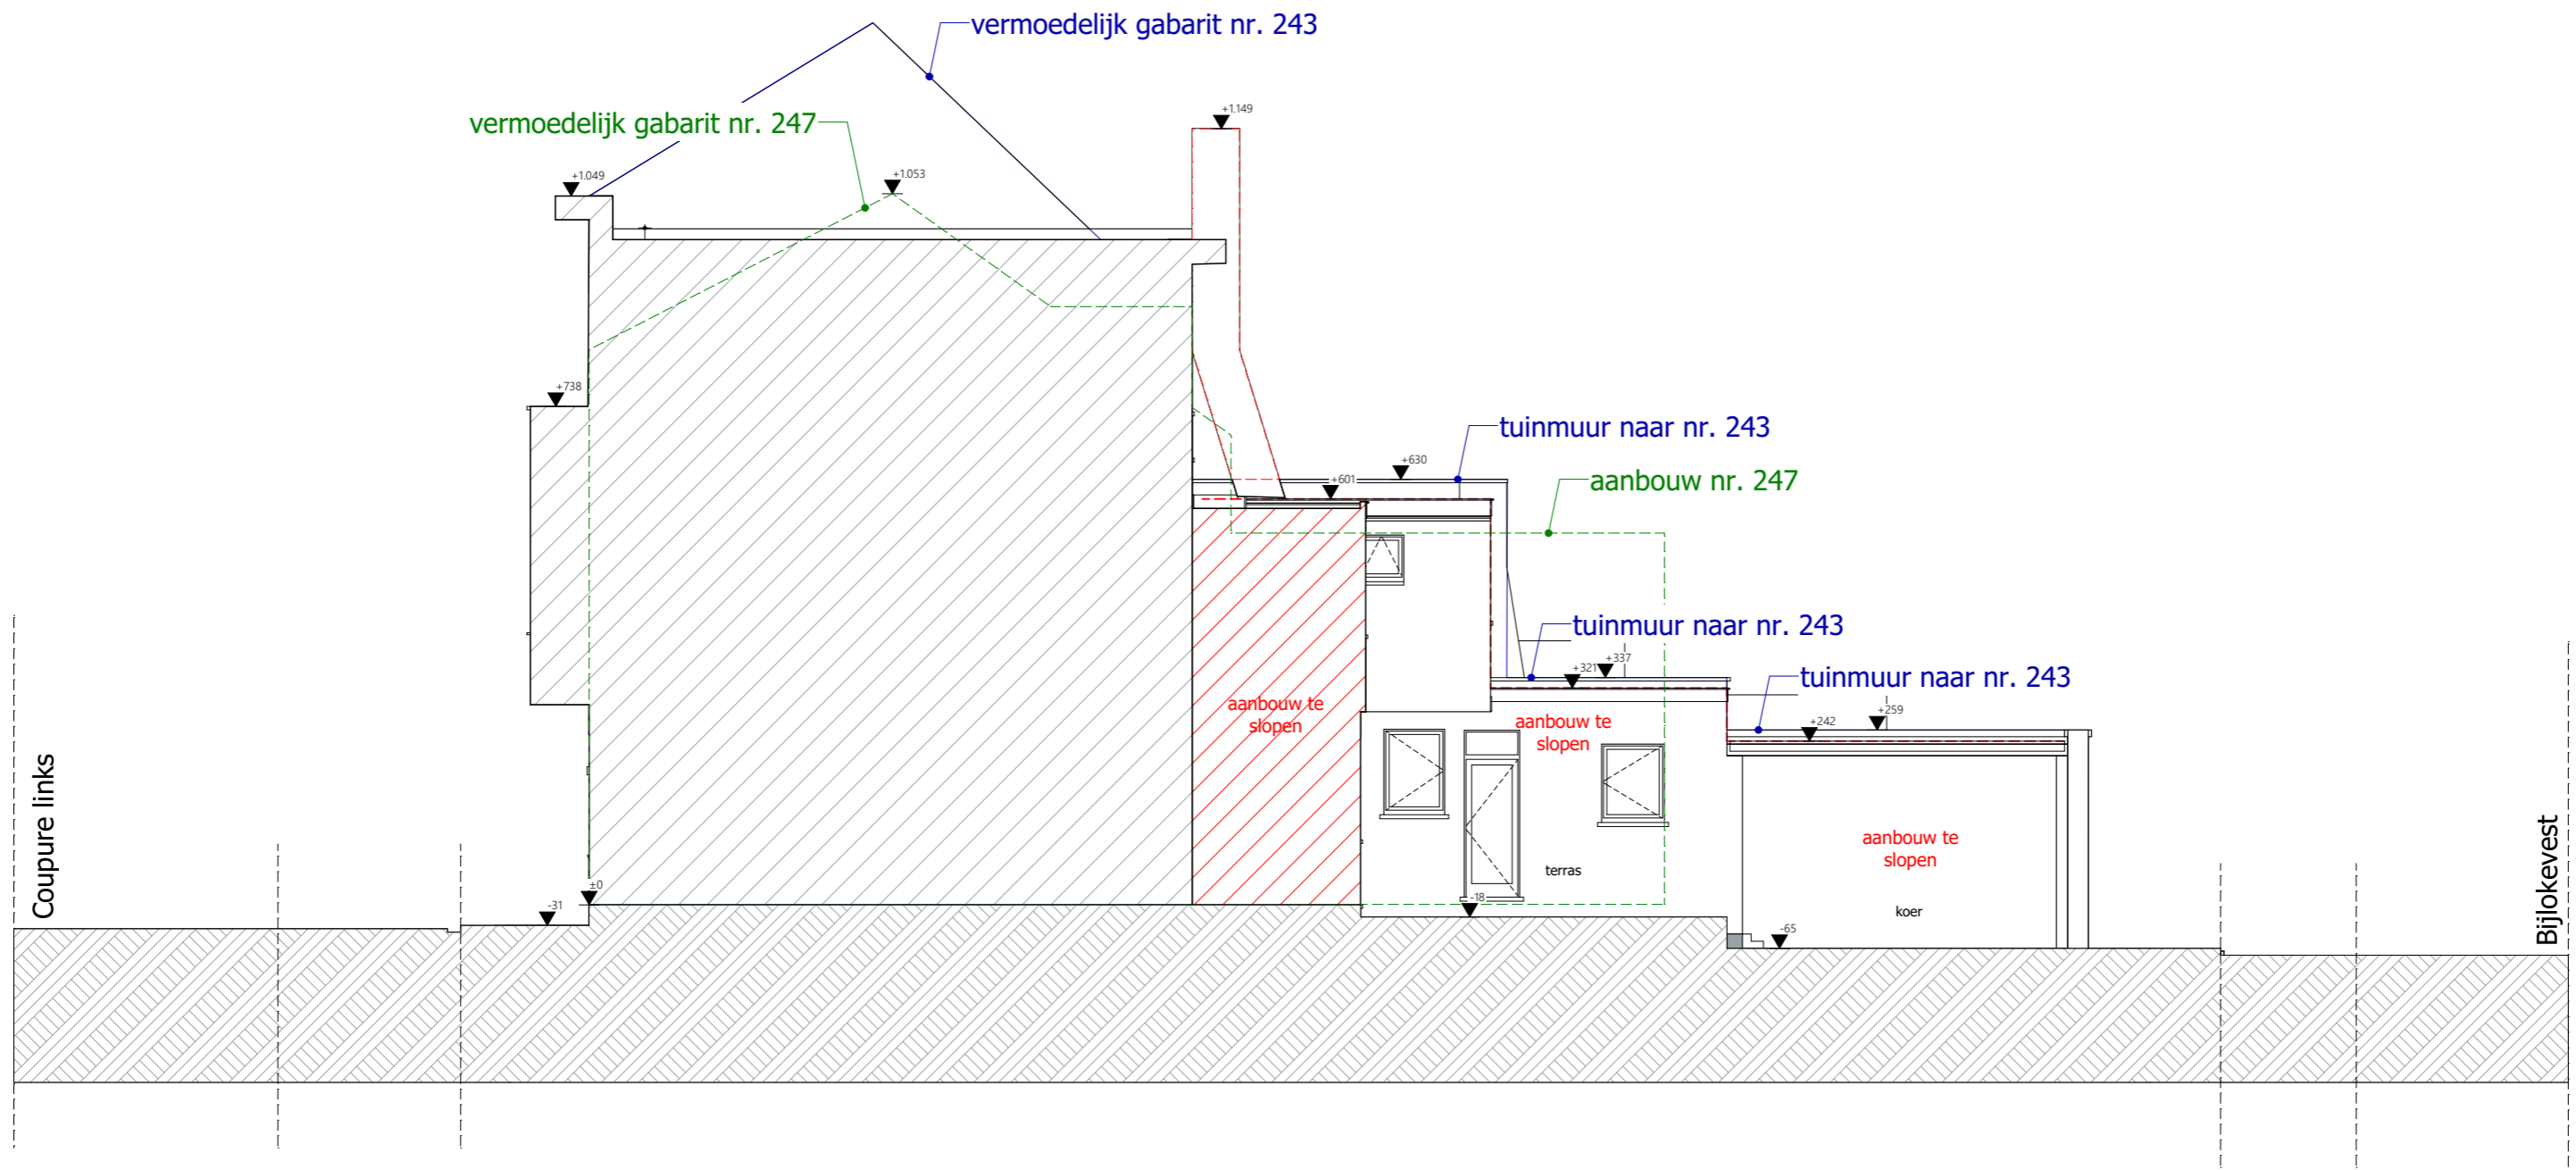 vermoedelijk gabarit nr. 243
vermoedelijk gabarit nr. 247
+1.149
+1.049
+1.053
+738
tuinmuur naar nr. 243
+630
aanbouw nr. 247
+601
tuinmuur naar nr. 243
+337
+321
tuinmuur naar nr. 243
aanbouw te
slopen
aanbouw te
slopen
+259
+242
Coupure links
aanbouw te
slopen
Bijlokevest
terras
±0
-31
-18
koer
-65